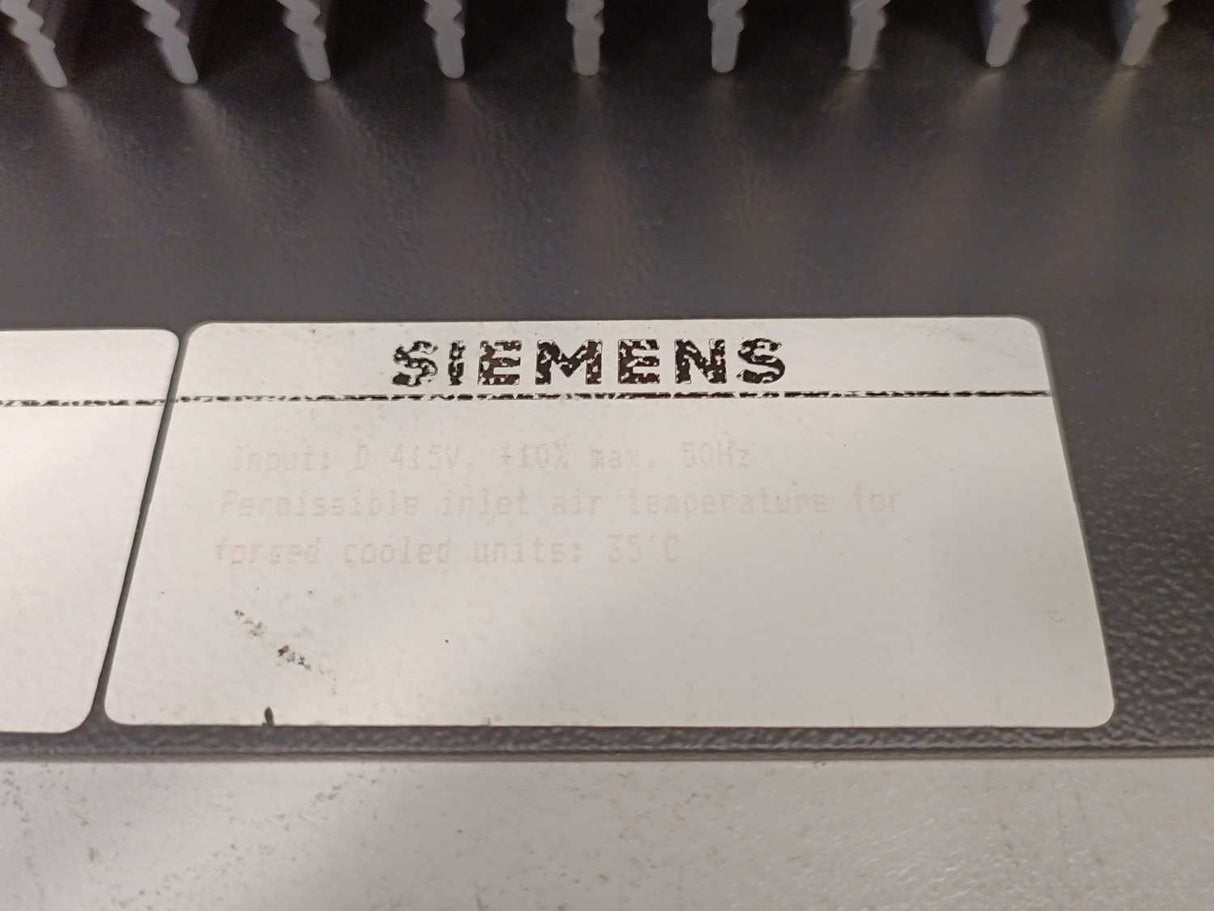 SIEMENS
Input: D 415V, +10% max. 50Hz
Permissible inlet air temperature for
forced cooled units: 35°C